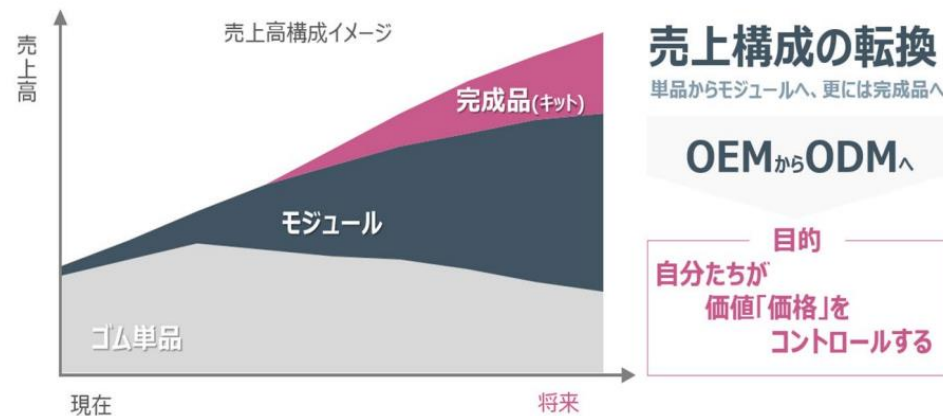 売上高構成イメージ
売上高
完成品(キット)
モジュール
ゴム単品
現在
将来
売上構成の転換
単品からモジュールへ、更には完成品へ
OEMからODMへ
目的
自分たちが
価値「価格」を
コントロールする